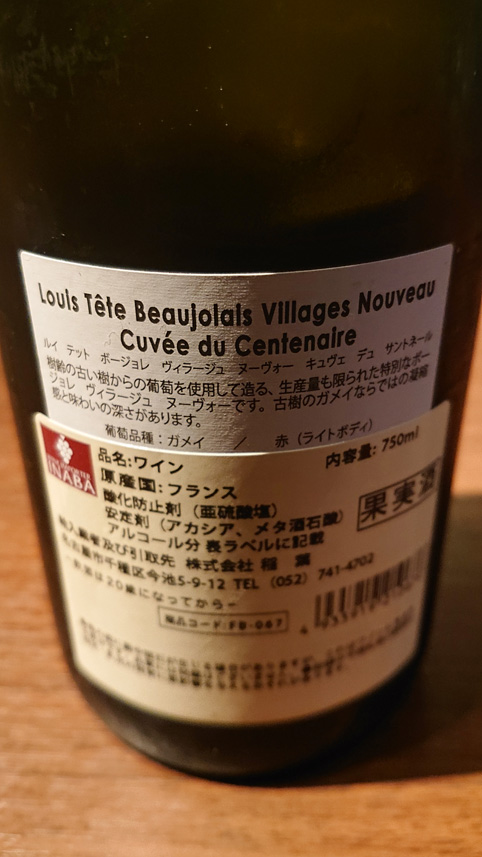 Louis Tête Beaujolais Villages Nouveau
Cuvée du Centenaire
ルイ テット ボージョレ ヴィラージュ ヌーヴォー キュヴェ デュ サントネール
樹齢の古い樹からの葡萄を使用して造る、生産量も限られた特別なボー
ジョレ ヴィラージュ ヌーヴォーです。古樹のガメイならではの凝縮
感と味わいの深さがあります。
葡萄品種：ガメイ ／ 赤（ライトボディ）
INABA
品名:ワイン
内容量: 750ml
原産国:フランス
酸化防止剤（亜硫酸塩）
果実酒
安定剤（アカシア、メタ酒石酸）
アルコール分 表ラベルに記載
輸入業者及び引取先 株式会社 稲葉
名古屋市千種区今池5-9-12 TEL（052）741-4702
－飲酒は20歳になってから－
商品コード:FB-067